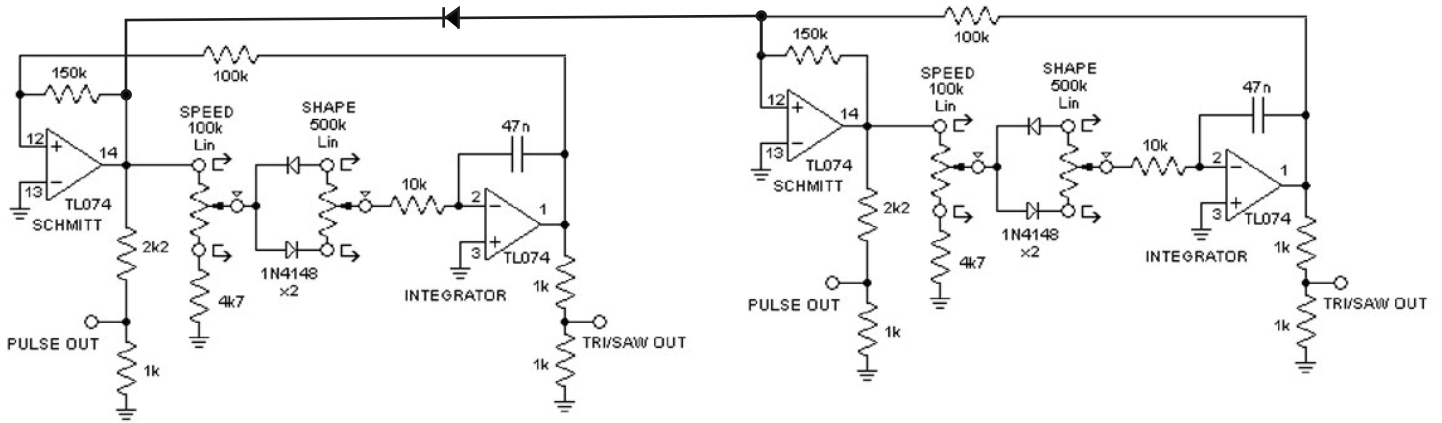 150k
100k
12
+
13
−
14
TL074
SCHMITT
SPEED
100k
Lin
SHAPE
500k
Lin
1N4148
x2
10k
47n
2
−
3
+
1
TL074
INTEGRATOR
2k2
4k7
PULSE OUT
1k
1k
TRI/SAW OUT
1k
150k
100k
12
+
13
−
14
TL074
SCHMITT
SPEED
100k
Lin
SHAPE
500k
Lin
1N4148
x2
10k
47n
2
−
3
+
1
TL074
INTEGRATOR
2k2
4k7
PULSE OUT
1k
1k
TRI/SAW OUT
1k